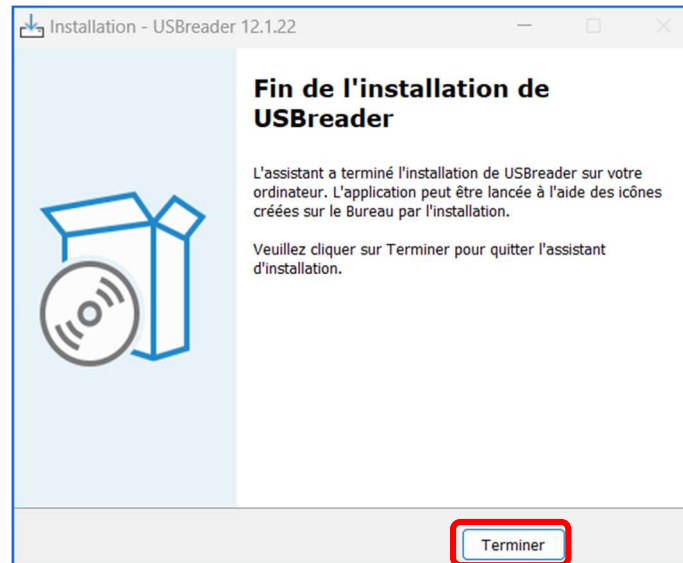 Installation - USBreader 12.1.22
Fin de l'installation de
USBreader
L'assistant a terminé l'installation de USBreader sur votre
ordinateur. L'application peut être lancée à l'aide des icônes
créées sur le Bureau par l'installation.
Veuillez cliquer sur Terminer pour quitter l'assistant
d'installation.
Terminer